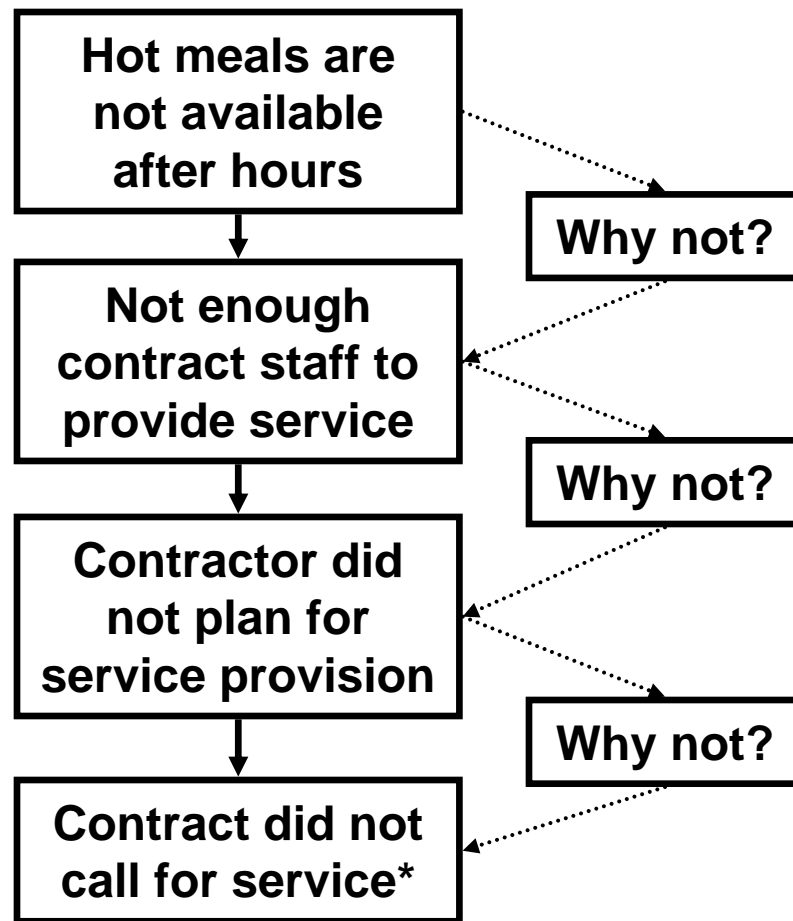 Hot meals are
not available
after hours
Why not?
Not enough
contract staff to
provide service
Why not?
Contractor did
not plan for
service provision
Why not?
Contract did not
call for service*